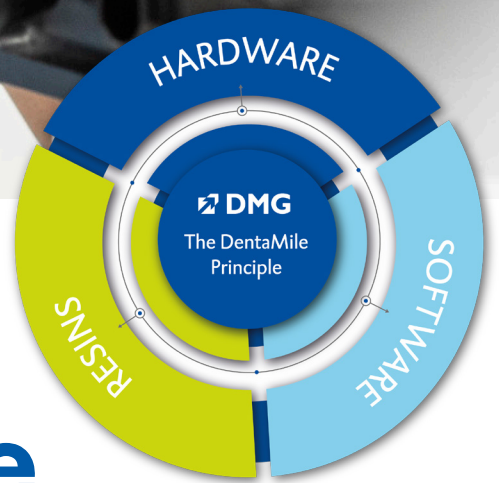 HARDWARE
DMG
The DentaMile
Principle
SOFTWARE
RESINS
e